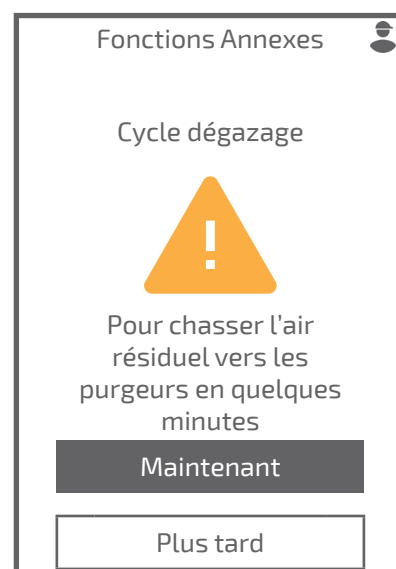 Fonctions Annexes
Cycle dégazage
!
Pour chasser l’air
résiduel vers les
purgeurs en quelques
minutes
Maintenant
Plus tard